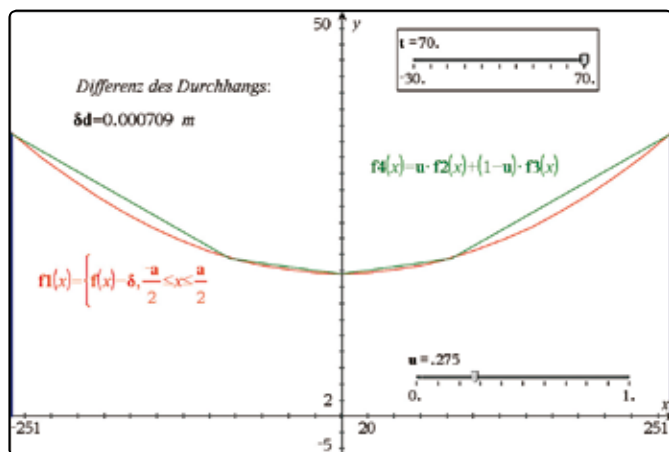 50
y
t =70.
-30.
70.
Differenz des Durchhangs:
δd=0.000709 m
f4(x)=u·f2(x)+(1-u)·f3(x)
f1(x)={f(x)-δ, -a/2 ≤x≤ a/2
u =.275
0.
1.
2
x
-251
20
251
-5